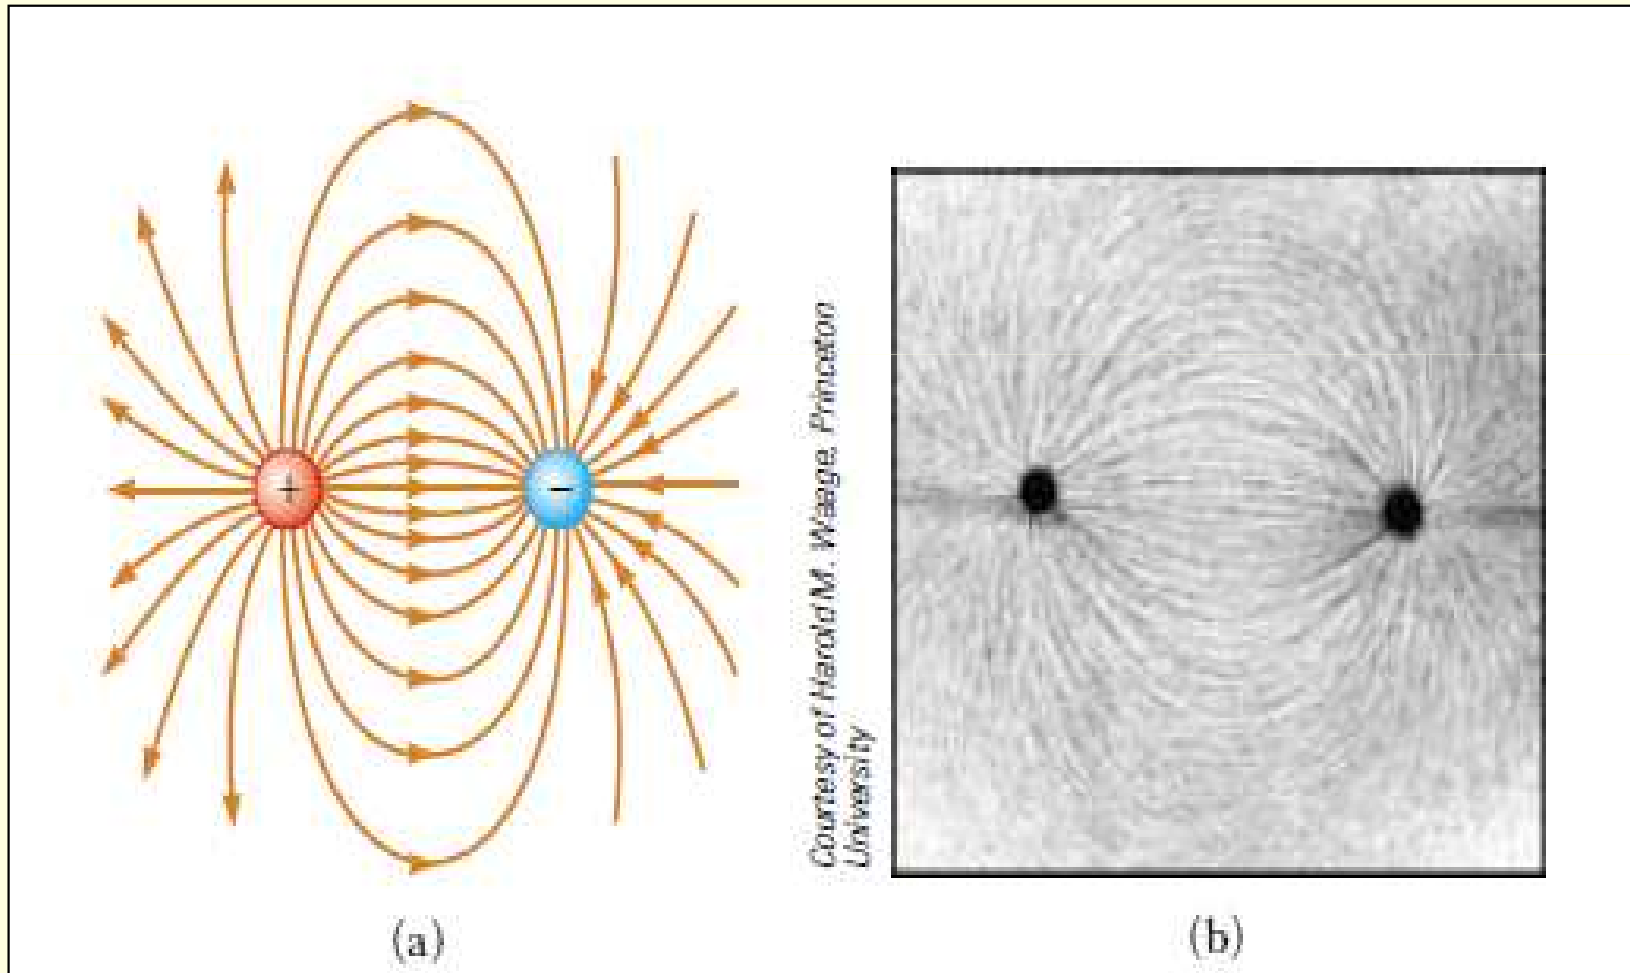 +
−
Courtesy of Harold M. Waage, Princeton
University
(a)
(b)